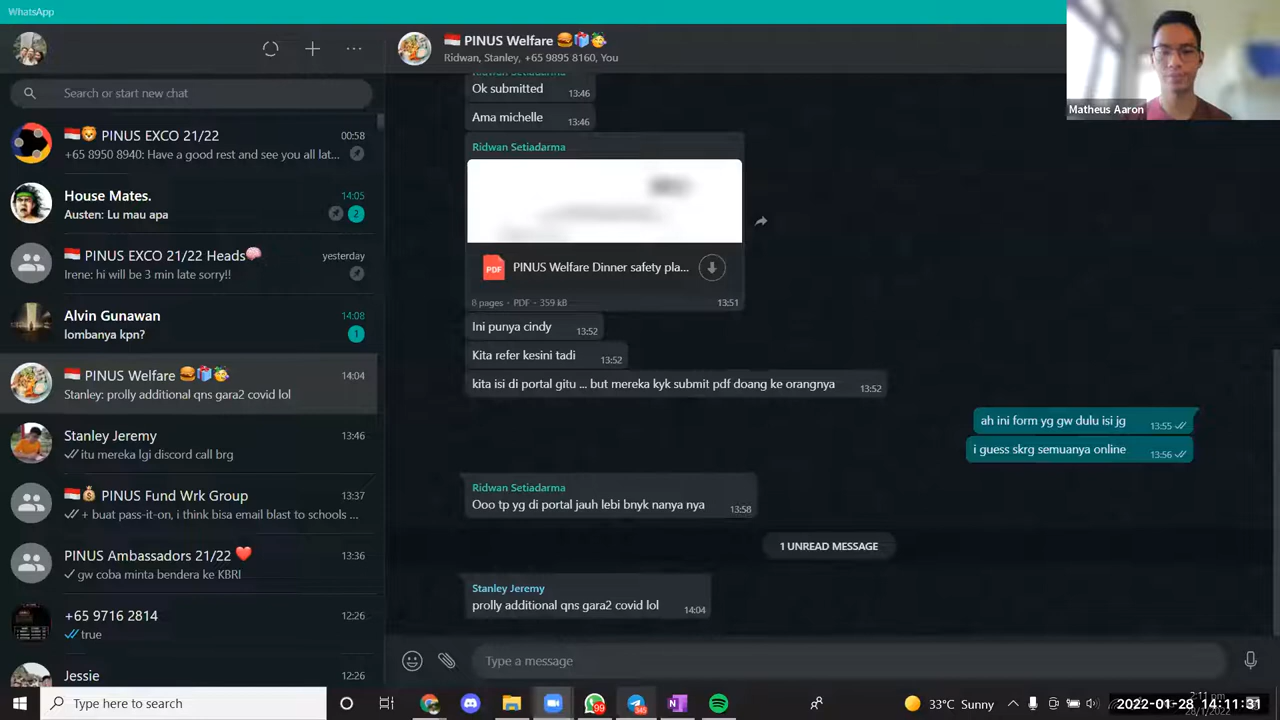 WhatsApp
Search or start new chat
PINUS EXCO 21/22
00:58
+65 8950 8940: Have a good rest and see you all lat...
House Mates.
14:05
Austen: Lu mau apa
2
PINUS EXCO 21/22 Heads
yesterday
Irene: hi will be 3 min late sorry!!
Alvin Gunawan
14:08
lombanya kpn?
1
PINUS Welfare
14:04
Stanley: prolly additional qns gara2 covid lol
Stanley Jeremy
13:46
itu mereka lgi discord call brg
PINUS Fund Wrk Group
13:37
+ buat pass-it-on, i think bisa email blast to schools ...
PINUS Ambassadors 21/22
13:36
gw coba minta bendera ke KBRI
+65 9716 2814
12:26
true
Jessie
12:26
PINUS Welfare
Ridwan, Stanley, +65 9895 8160, You
Ridwan Setiadarma
Ok submitted
13:46
Ama michelle
13:46
Ridwan Setiadarma
PDF
PINUS Welfare Dinner safety pla...
8 pages • PDF • 359 kB
13:51
Ini punya cindy
13:52
Kita refer kesini tadi
13:52
kita isi di portal gitu ... but mereka kyk submit pdf doang ke orangnya
13:52
ah ini form yg gw dulu isi jg
13:55
i guess skrg semuanya online
13:56
Ridwan Setiadarma
Ooo tp yg di portal jauh lebi bnyk nanya nya
13:58
1 UNREAD MESSAGE
Stanley Jeremy
prolly additional qns gara2 covid lol
14:04
Type a message
Matheus Aaron
Type here to search
99
345
33°C Sunny
2:11 pm
28/1/2022
2022-01-28 14:11:31